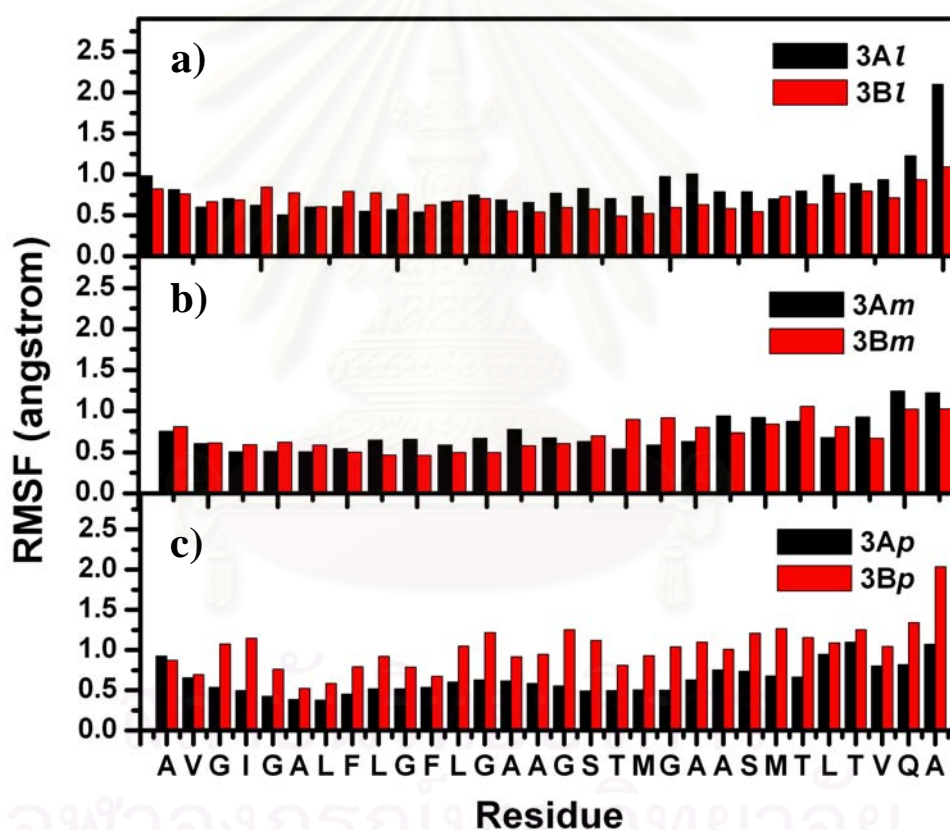 a)
3Al
3Bl
2.5
2.0
1.5
1.0
0.5
0.0
b)
3Am
3Bm
2.5
2.0
1.5
1.0
0.5
0.0
c)
3Ap
3Bp
2.5
2.0
1.5
1.0
0.5
0.0
RMSF (angstrom)
A V G I G A L F L G F L G A A G S T M G A A S M T L T V Q A
Residue